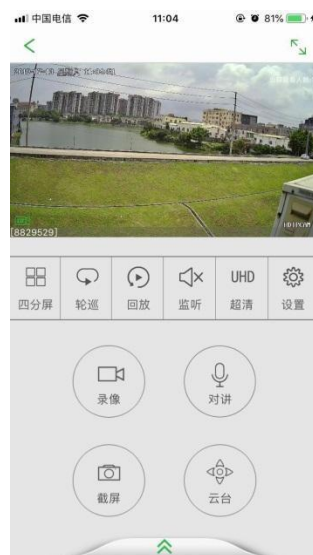 中国电信 11:04 81%
[8829529]
四分屏 轮巡 回放 监听 UHD 超清 设置
录像 对讲
截屏 云台